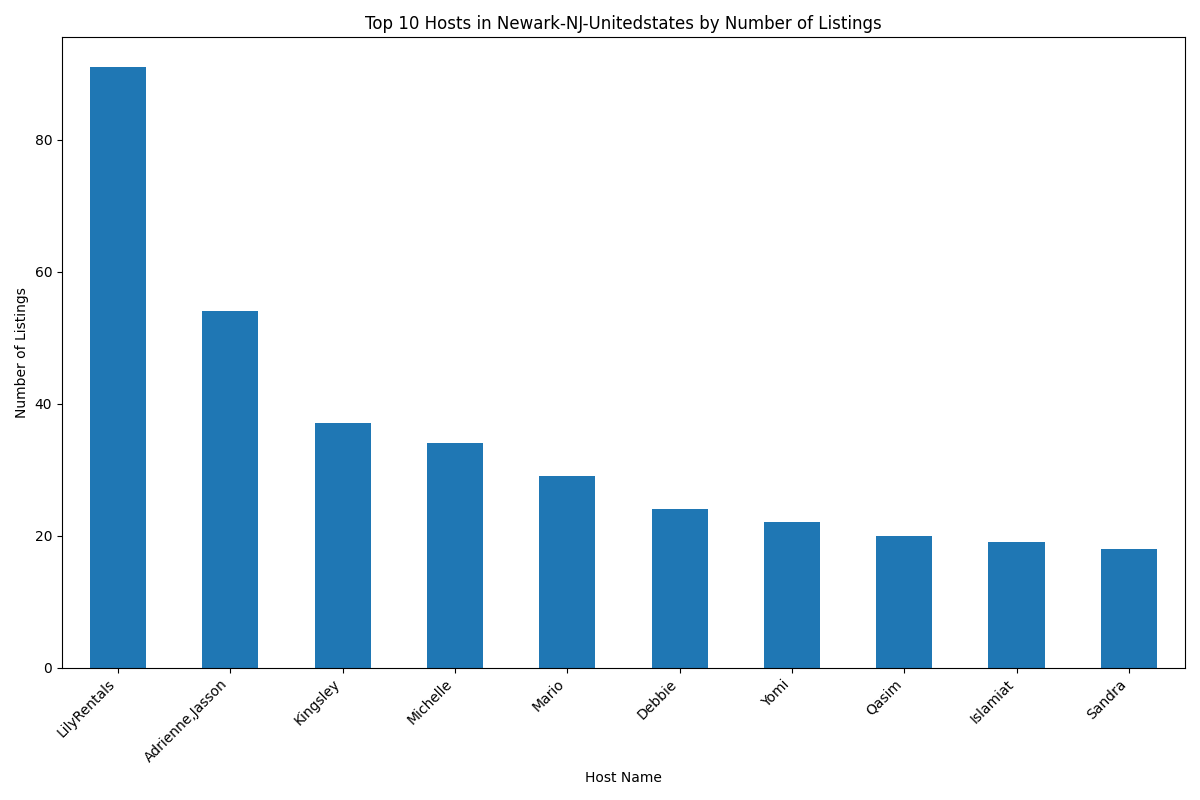 Top 10 Hosts in Newark-NJ-Unitedstates by Number of Listings
Number of Listings
80
60
40
20
0
LilyRentals
Adrienne,Jasson
Kingsley
Michelle
Mario
Debbie
Yomi
Qasim
Islamiat
Sandra
Host Name